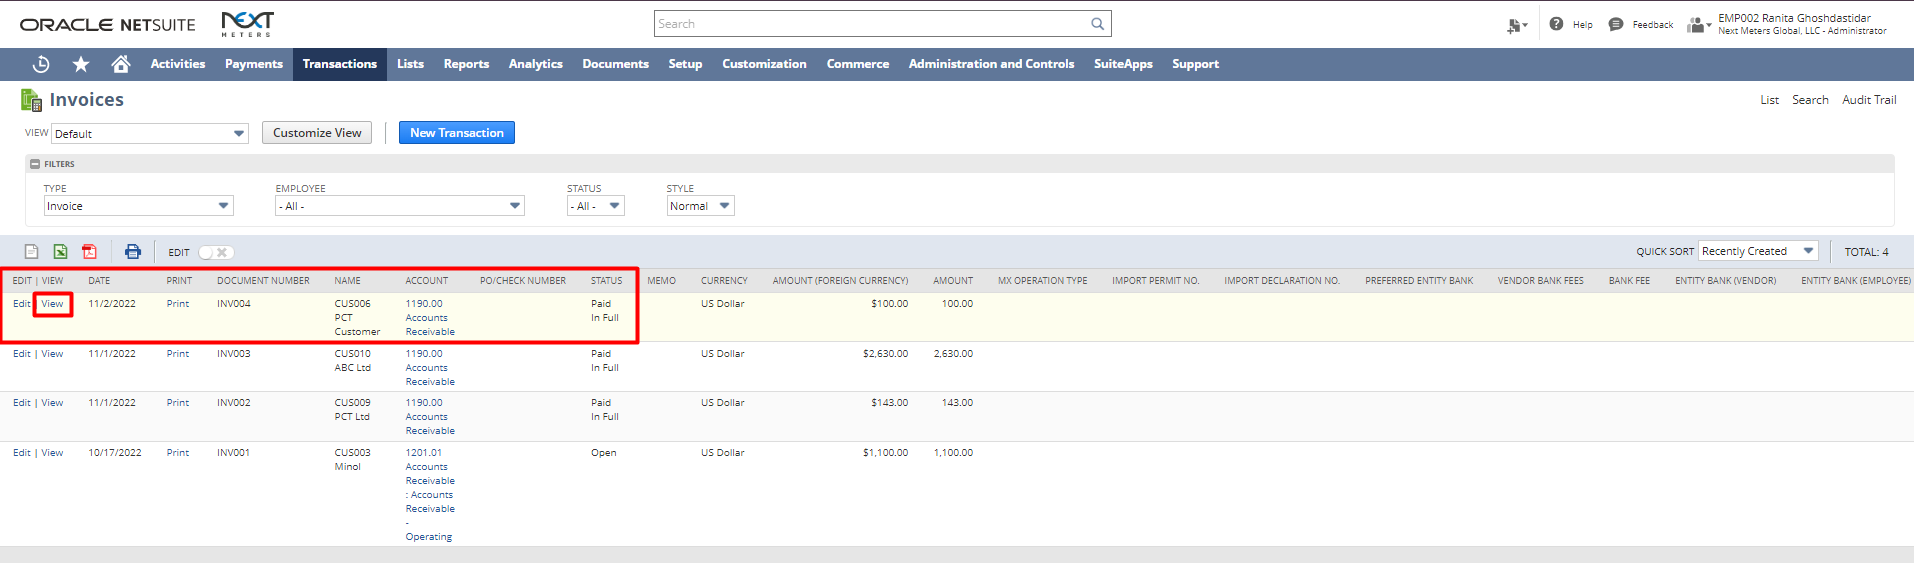 ORACLE NETSUITE
NEXT
METERS
Search
Help
Feedback
EMP002 Ranita Ghoshdastidar
Next Meters Global, LLC - Administrator
Activities Payments Transactions Lists Reports Analytics Documents Setup Customization Commerce Administration and Controls SuiteApps Support
Invoices
List Search Audit Trail
VIEW Default Customize View New Transaction
FILTERS
TYPE EMPLOYEE STATUS STYLE
Invoice - All - - All - Normal
EDIT QUICK SORT Recently Created TOTAL: 4
EDIT | VIEW DATE PRINT DOCUMENT NUMBER NAME ACCOUNT PO/CHECK NUMBER STATUS MEMO CURRENCY AMOUNT (FOREIGN CURRENCY) AMOUNT MX OPERATION TYPE IMPORT PERMIT NO. IMPORT DECLARATION NO. PREFERRED ENTITY BANK VENDOR BANK FEES BANK FEE ENTITY BANK (VENDOR) ENTITY BANK (EMPLOYEE)
Edit View 11/2/2022 Print INV004 CUS006 1190.00 Paid US Dollar $100.00 100.00
PCT Accounts In Full
Customer Receivable
Edit | View 11/1/2022 Print INV003 CUS010 1190.00 Paid US Dollar $2,630.00 2,630.00
ABC Ltd Accounts In Full
Receivable
Edit | View 11/1/2022 Print INV002 CUS009 1190.00 Paid US Dollar $143.00 143.00
PCT Ltd Accounts In Full
Receivable
Edit | View 10/17/2022 Print INV001 CUS003 1201.01 Open US Dollar $1,100.00 1,100.00
Minol Accounts
Receivable
: Accounts
Receivable
-
Operating